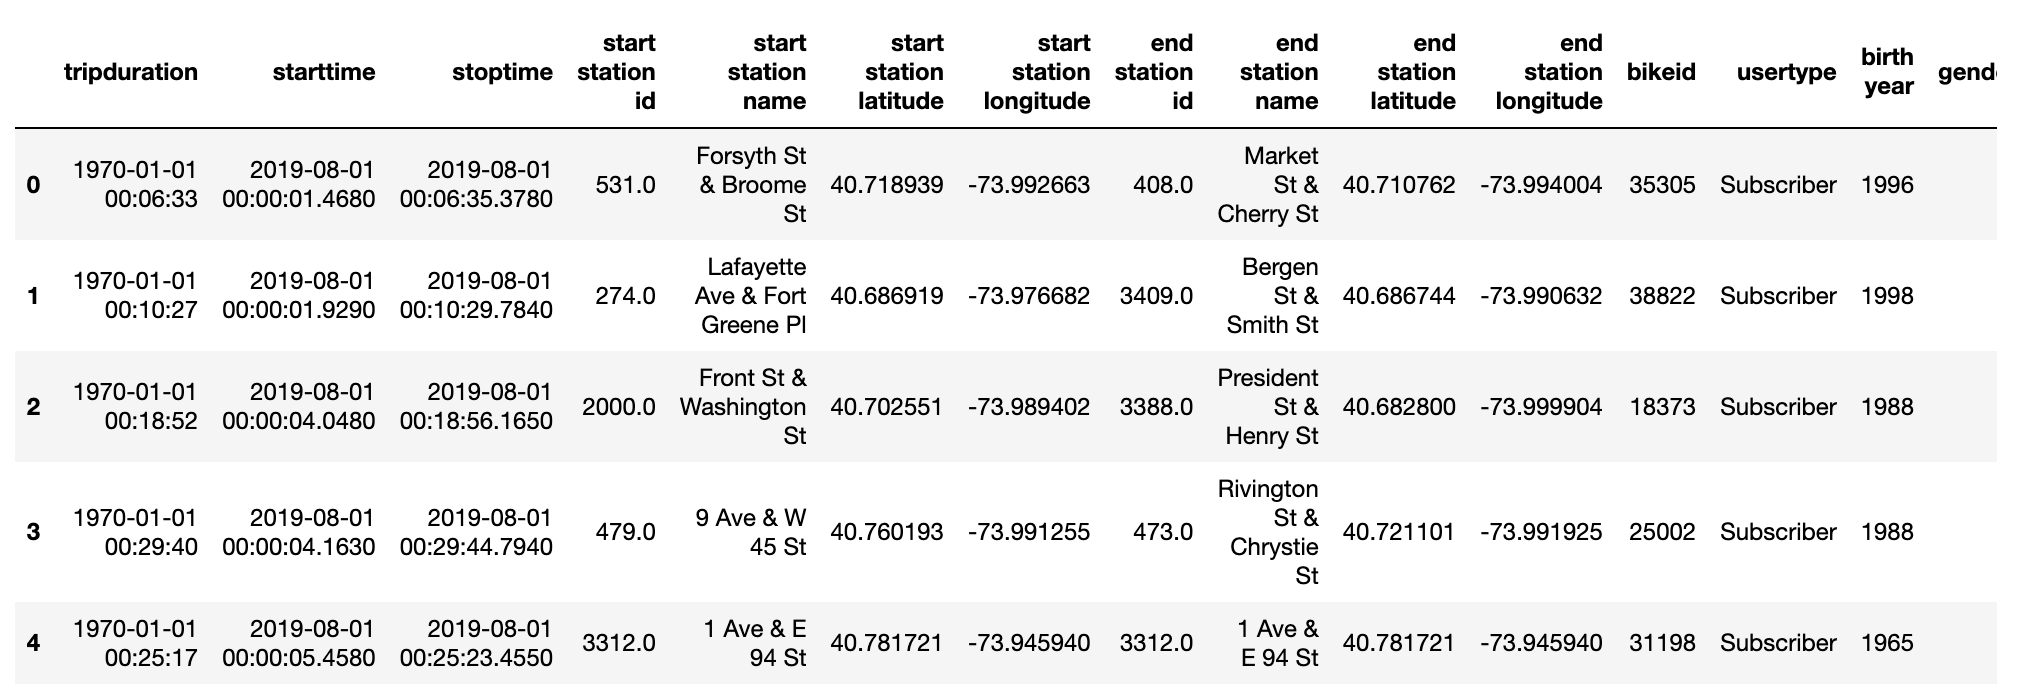 tripduration starttime stoptime start station id start station name start station latitude start station longitude end station id end station name end station latitude end station longitude bikeid usertype birth year gend
0 1970-01-01 00:06:33 2019-08-01 00:00:01.4680 2019-08-01 00:06:35.3780 531.0 Forsyth St & Broome St 40.718939 -73.992663 408.0 Market St & Cherry St 40.710762 -73.994004 35305 Subscriber 1996
1 1970-01-01 00:10:27 2019-08-01 00:00:01.9290 2019-08-01 00:10:29.7840 274.0 Lafayette Ave & Fort Greene Pl 40.686919 -73.976682 3409.0 Bergen St & Smith St 40.686744 -73.990632 38822 Subscriber 1998
2 1970-01-01 00:18:52 2019-08-01 00:00:04.0480 2019-08-01 00:18:56.1650 2000.0 Front St & Washington St 40.702551 -73.989402 3388.0 President St & Henry St 40.682800 -73.999904 18373 Subscriber 1988
3 1970-01-01 00:29:40 2019-08-01 00:00:04.1630 2019-08-01 00:29:44.7940 479.0 9 Ave & W 45 St 40.760193 -73.991255 473.0 Rivington St & Chrystie St 40.721101 -73.991925 25002 Subscriber 1988
4 1970-01-01 00:25:17 2019-08-01 00:00:05.4580 2019-08-01 00:25:23.4550 3312.0 1 Ave & E 94 St 40.781721 -73.945940 3312.0 1 Ave & E 94 St 40.781721 -73.945940 31198 Subscriber 1965